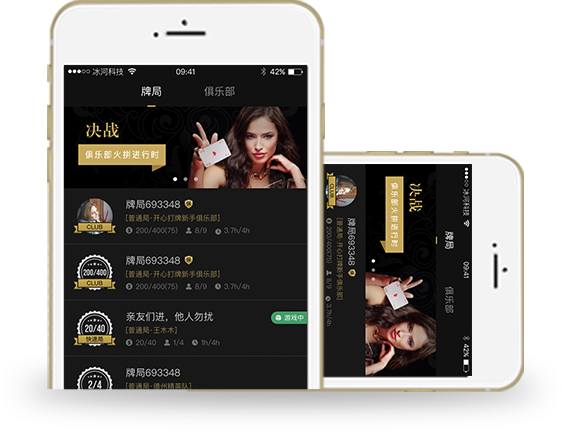 冰河科技 09:41 42%
牌局 俱乐部
决战
俱乐部火拼进行时
CLUB
牌局693348
[普通局·开心打牌新手俱乐部]
200/400(75) 8/9 3.7h/4h
200/400
CLUB
牌局693348
[普通局·开心打牌新手俱乐部]
200/400(75) 8/9 3.7h/4h
20/40
快速局
亲友们进，他人勿扰
[普通局·王木木]
20/40 1/4 1h/4h
游戏中
2/4
牌局693348
[普通局·德州精英队]
冰河科技 09:41 42%
牌局 俱乐部
决战
俱乐部火拼进行时
CLUB
牌局693348
[普通局·开心打牌新手俱乐部]
200/400(75) 8/9 3.7h/4h